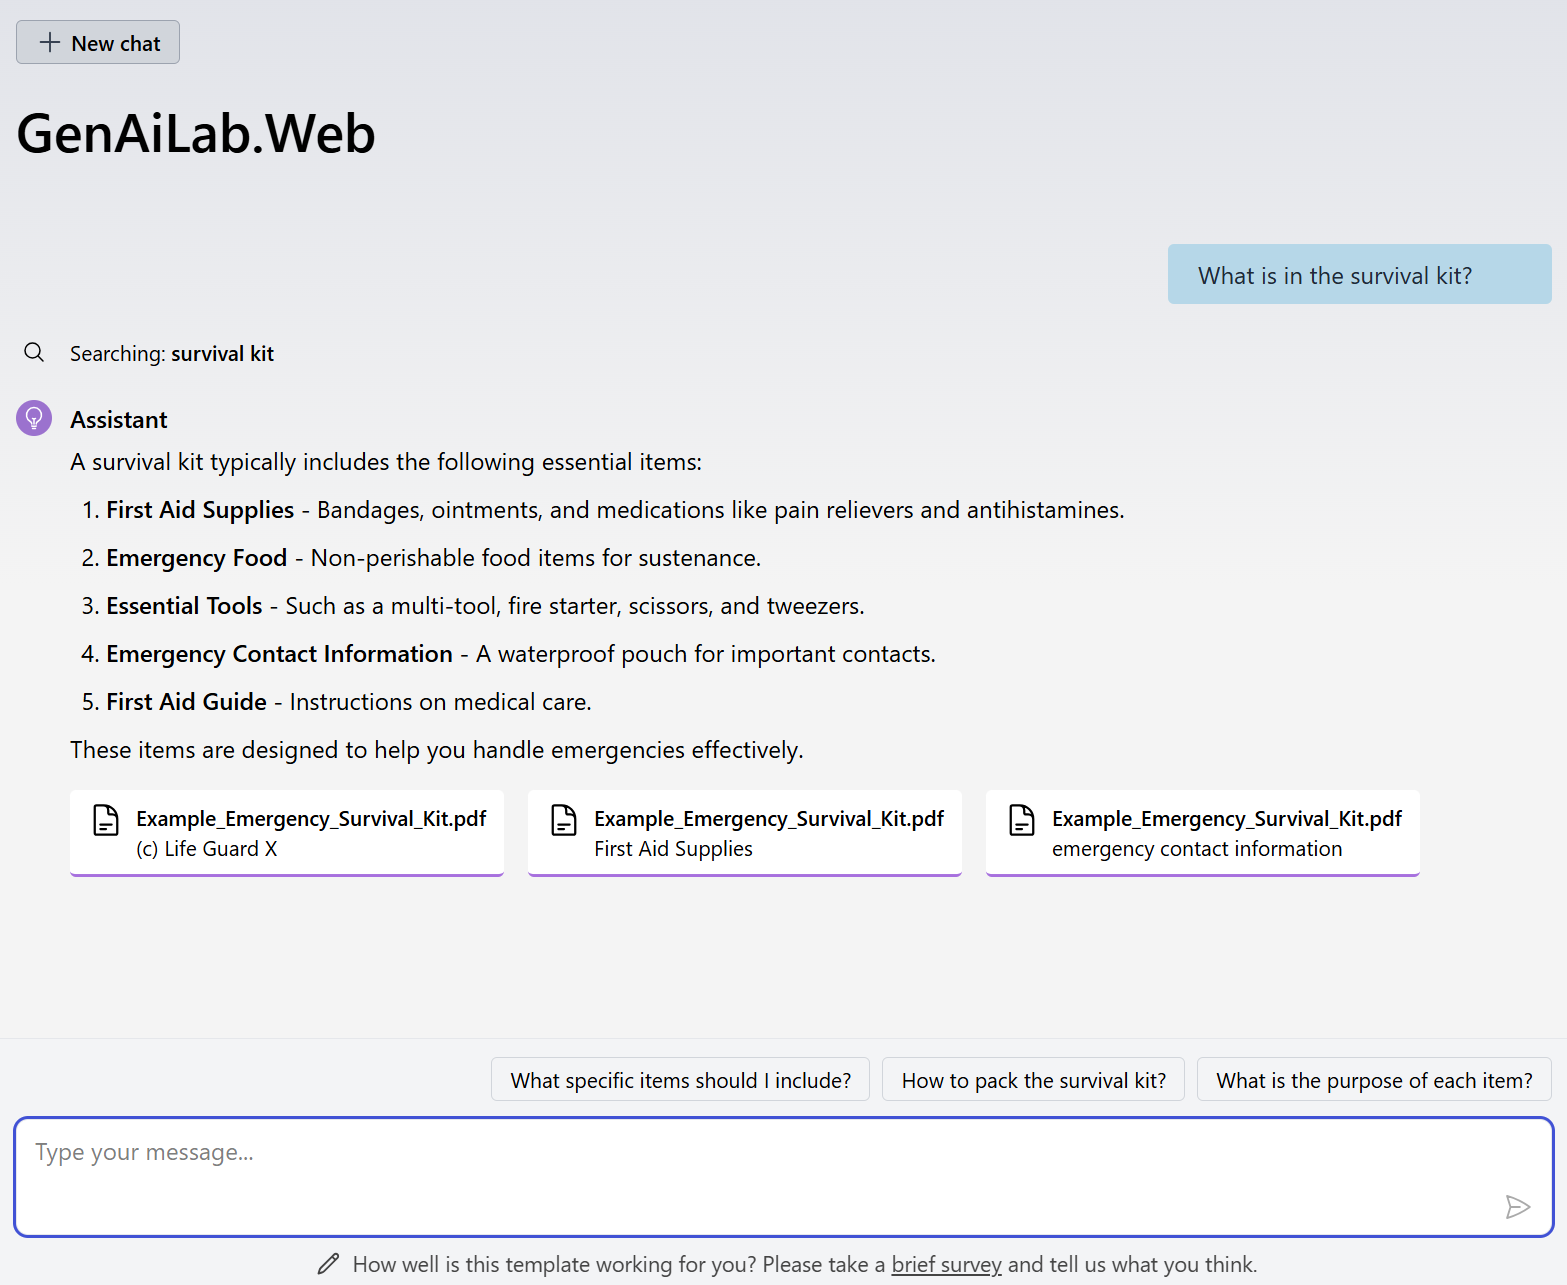 New chat
GenAiLab.Web
What is in the survival kit?
Searching: survival kit
Assistant
A survival kit typically includes the following essential items:
1. First Aid Supplies - Bandages, ointments, and medications like pain relievers and antihistamines.
2. Emergency Food - Non-perishable food items for sustenance.
3. Essential Tools - Such as a multi-tool, fire starter, scissors, and tweezers.
4. Emergency Contact Information - A waterproof pouch for important contacts.
5. First Aid Guide - Instructions on medical care.
These items are designed to help you handle emergencies effectively.
Example_Emergency_Survival_Kit.pdf
(c) Life Guard X
Example_Emergency_Survival_Kit.pdf
First Aid Supplies
Example_Emergency_Survival_Kit.pdf
emergency contact information
What specific items should I include?
How to pack the survival kit?
What is the purpose of each item?
Type your message...
How well is this template working for you? Please take a brief survey and tell us what you think.